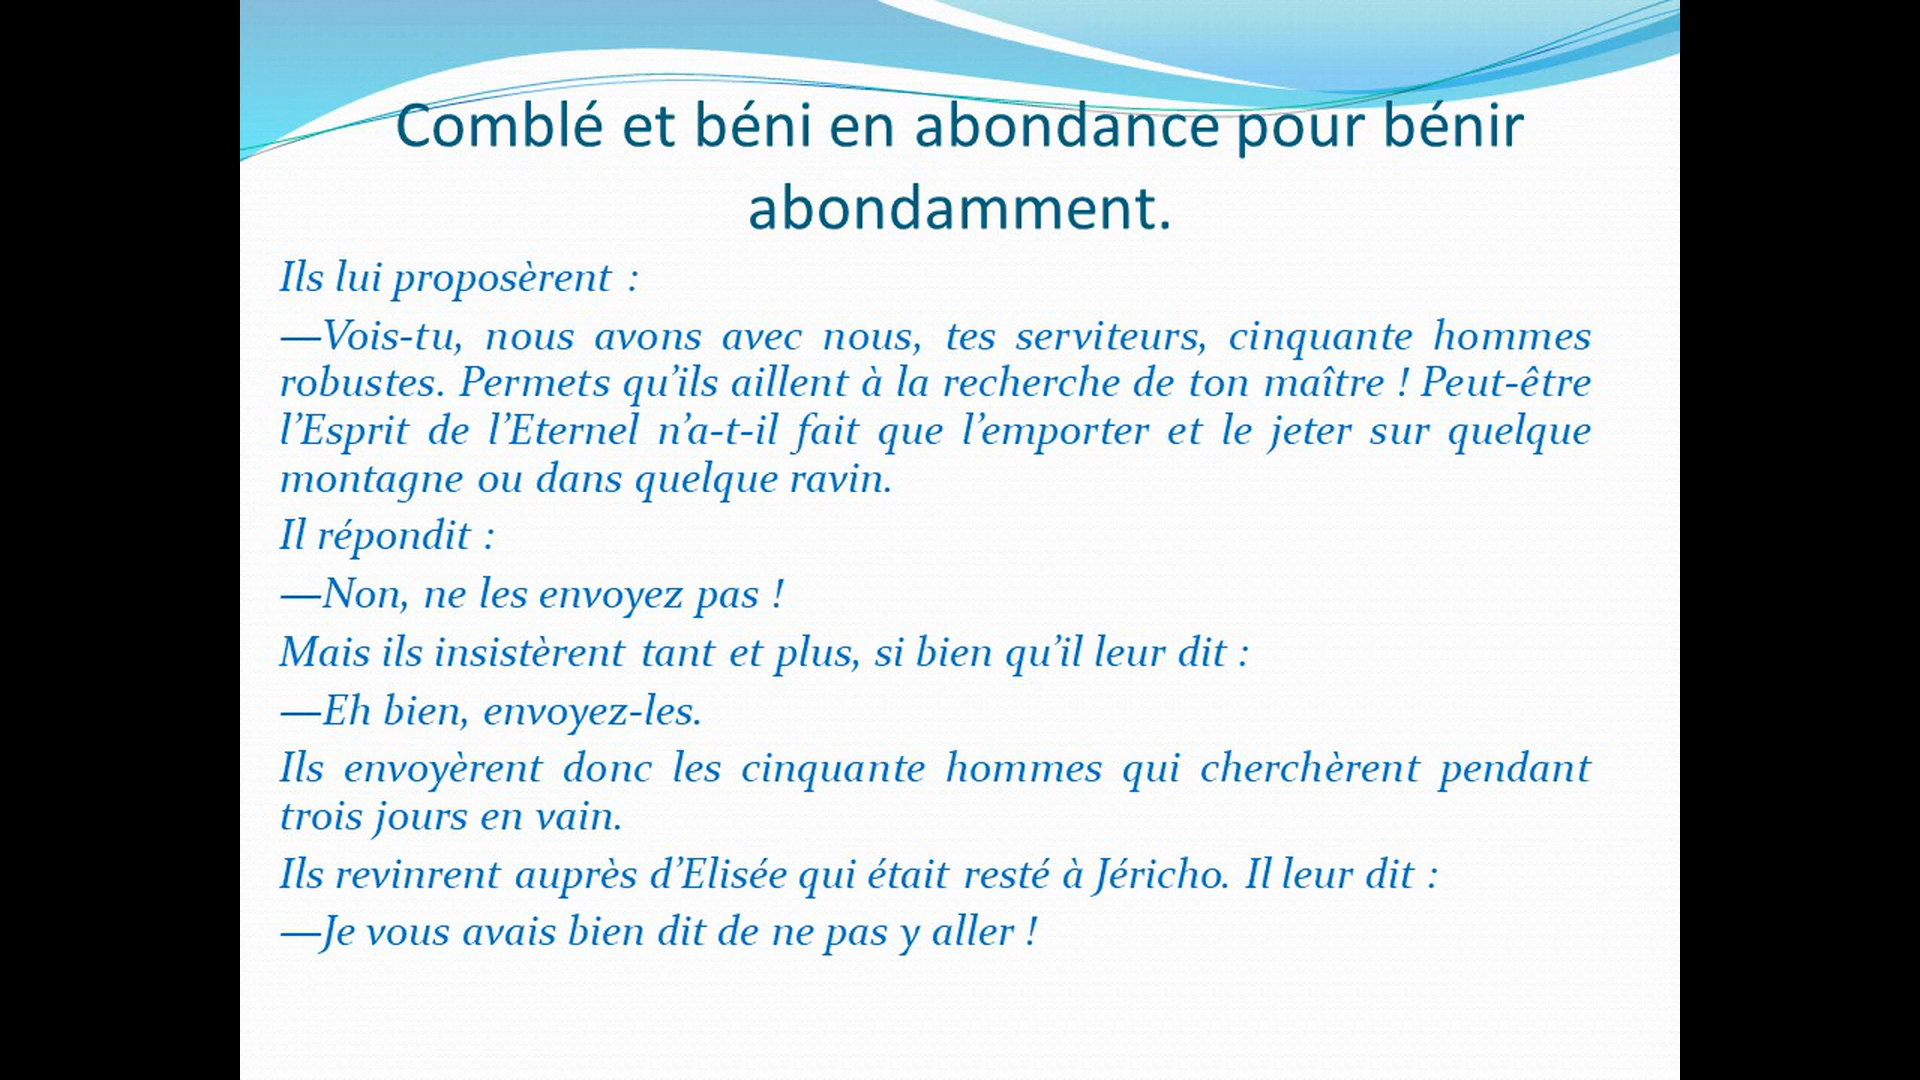 Comblé et béni en abondance pour bénir
abondamment.
Ils lui proposèrent :
—Vois-tu, nous avons avec nous, tes serviteurs, cinquante hommes
robustes. Permets qu’ils aillent à la recherche de ton maître ! Peut-être
l’Esprit de l’Eternel n’a-t-il fait que l’emporter et le jeter sur quelque
montagne ou dans quelque ravin.
Il répondit :
—Non, ne les envoyez pas !
Mais ils insistèrent tant et plus, si bien qu’il leur dit :
—Eh bien, envoyez-les.
Ils envoyèrent donc les cinquante hommes qui cherchèrent pendant
trois jours en vain.
Ils revinrent auprès d’Elisée qui était resté à Jéricho. Il leur dit :
—Je vous avais bien dit de ne pas y aller !